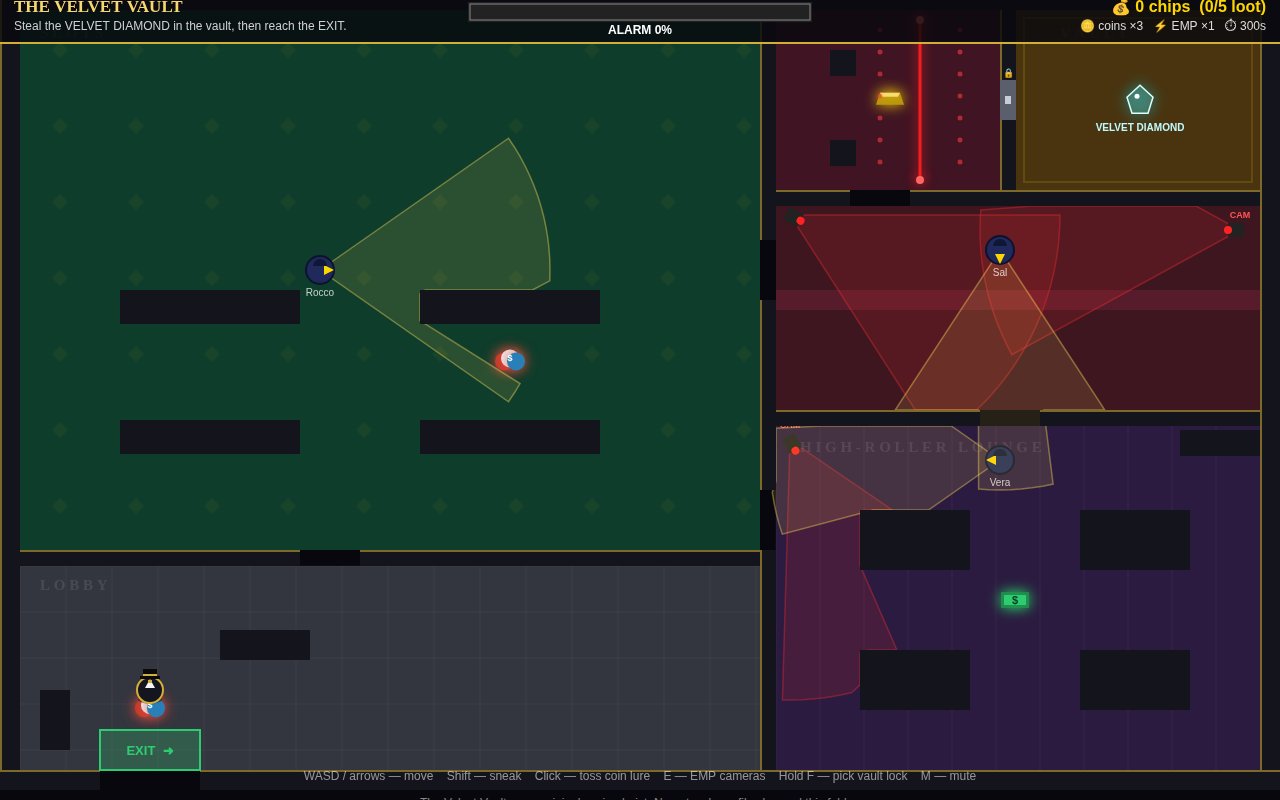 THE VELVET VAULT
Steal the VELVET DIAMOND in the vault, then reach the EXIT.
ALARM 0%
💰 0 chips (0/5 loot)
🪙 coins ×3 ⚡ EMP ×1 ⏱ 300s
VELVET DIAMOND
CAM
Sal
Rocco
$
HIGH-ROLLER LOUNGE
Vera
$
LOBBY
$
EXIT ➜
WASD / arrows — move Shift — sneak Click — toss coin lure E — EMP cameras Hold F — pick vault lock M — mute